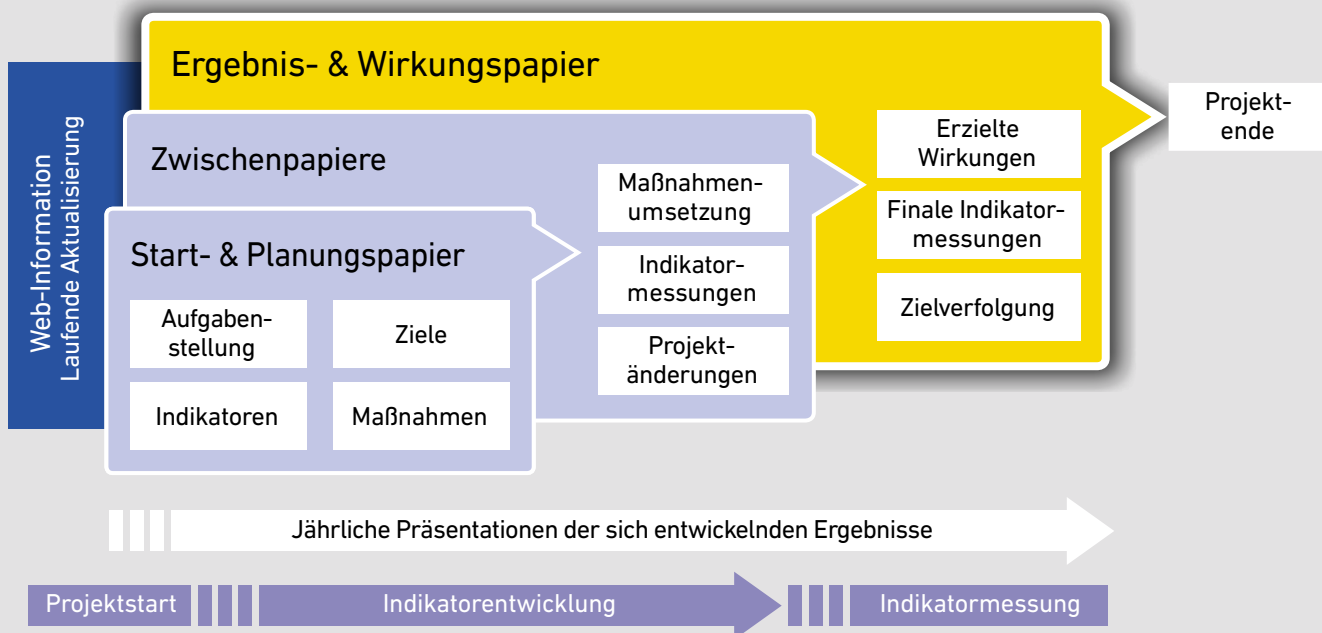 Ergebnis- & Wirkungspapier
Erzielte
Wirkungen
Finale Indikator-
messungen
Zielverfolgung
Projekt-
ende
Zwischenpapiere
Maßnahmen-
umsetzung
Indikator-
messungen
Projekt-
änderungen
Start- & Planungspapier
Aufgaben-
stellung
Ziele
Indikatoren
Maßnahmen
Web-Information
Laufende Aktualisierung
Jährliche Präsentationen der sich entwickelnden Ergebnisse
Projektstart
Indikatorentwicklung
Indikatormessung